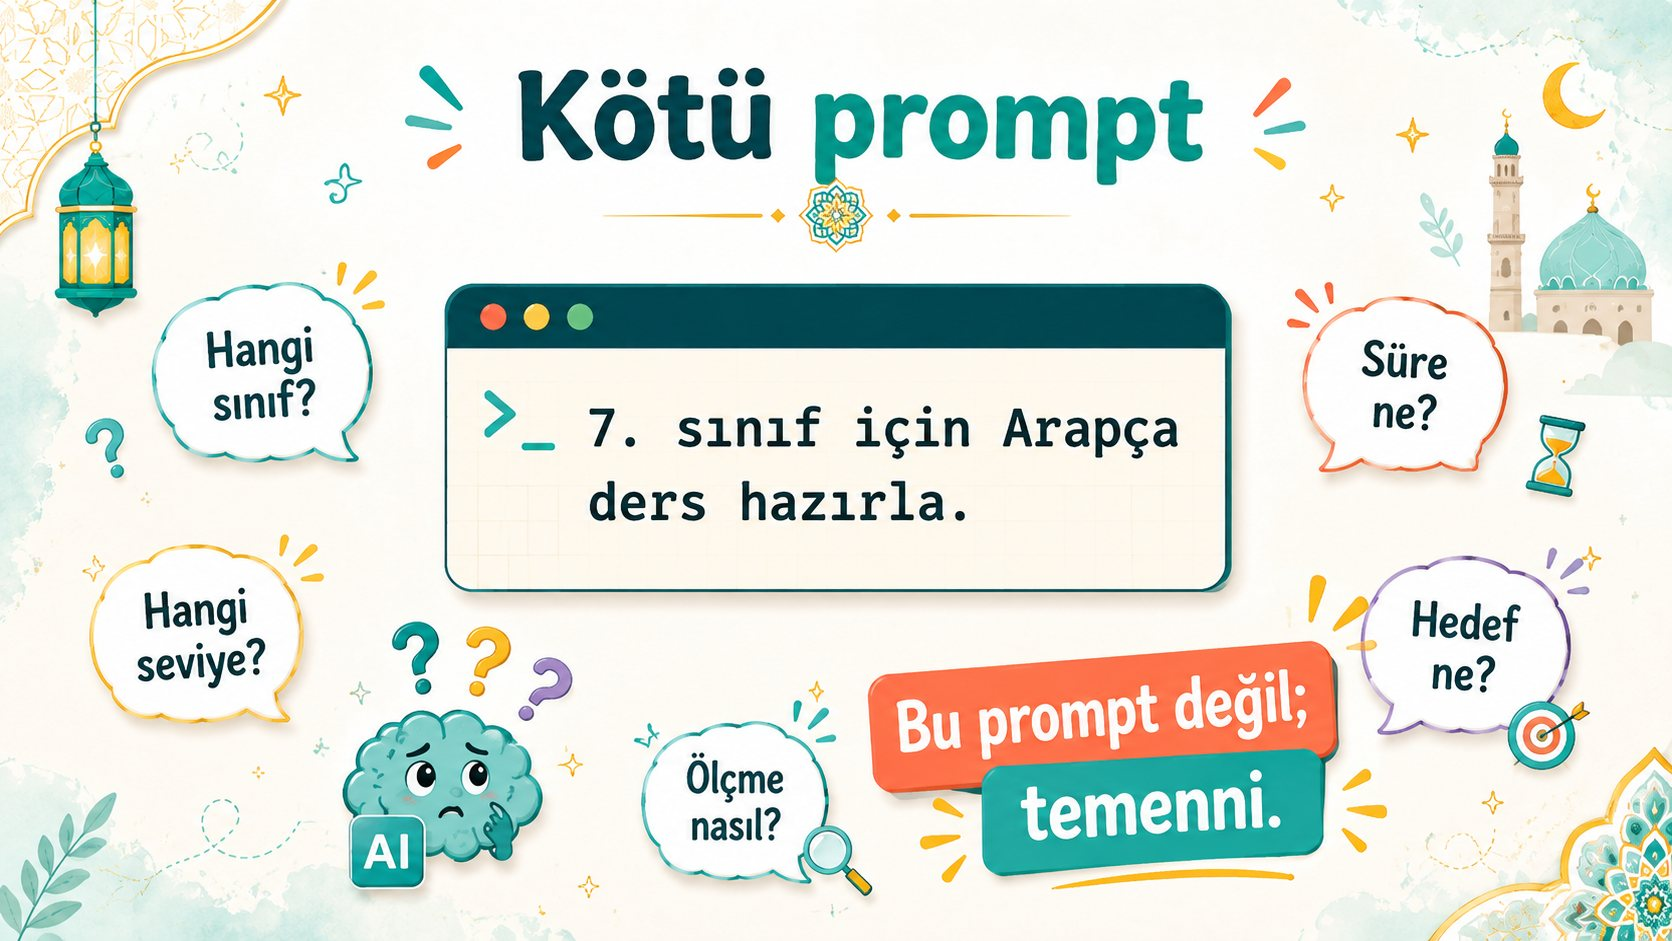 Kötü prompt
Hangi
sınıf?
>_ 7. sınıf için Arapça
ders hazırla.
Süre
ne?
?
Hangi
seviye?
? ? ?
AI
Ölçme
nasıl?
Bu prompt değil;
temenni.
Hedef
ne?